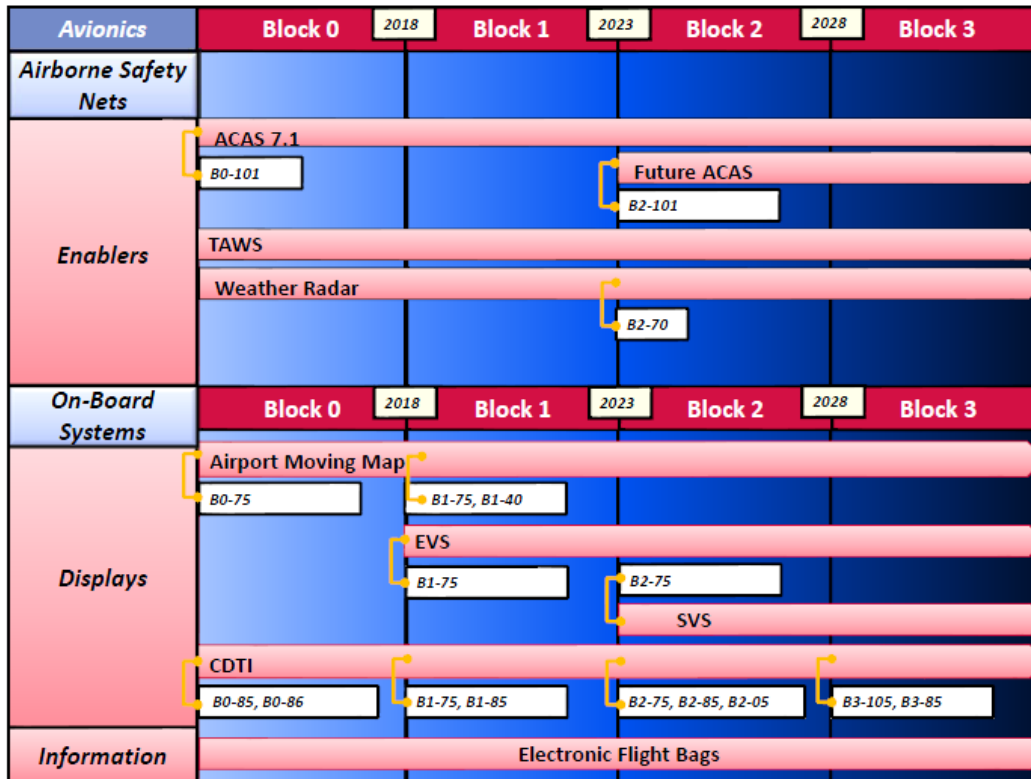 Avionics Block 0 2018 Block 1 2023 Block 2 2028 Block 3
Airborne Safety
Nets
ACAS 7.1
B0-101
Future ACAS
B2-101
Enablers
TAWS
Weather Radar
B2-70
On-Board
Systems
Block 0 2018 Block 1 2023 Block 2 2028 Block 3
Airport Moving Map
B0-75 B1-75, B1-40
EVS
Displays
B1-75 B2-75
SVS
CDTI
B0-85, B0-86 B1-75, B1-85 B2-75, B2-85, B2-05 B3-105, B3-85
Information Electronic Flight Bags